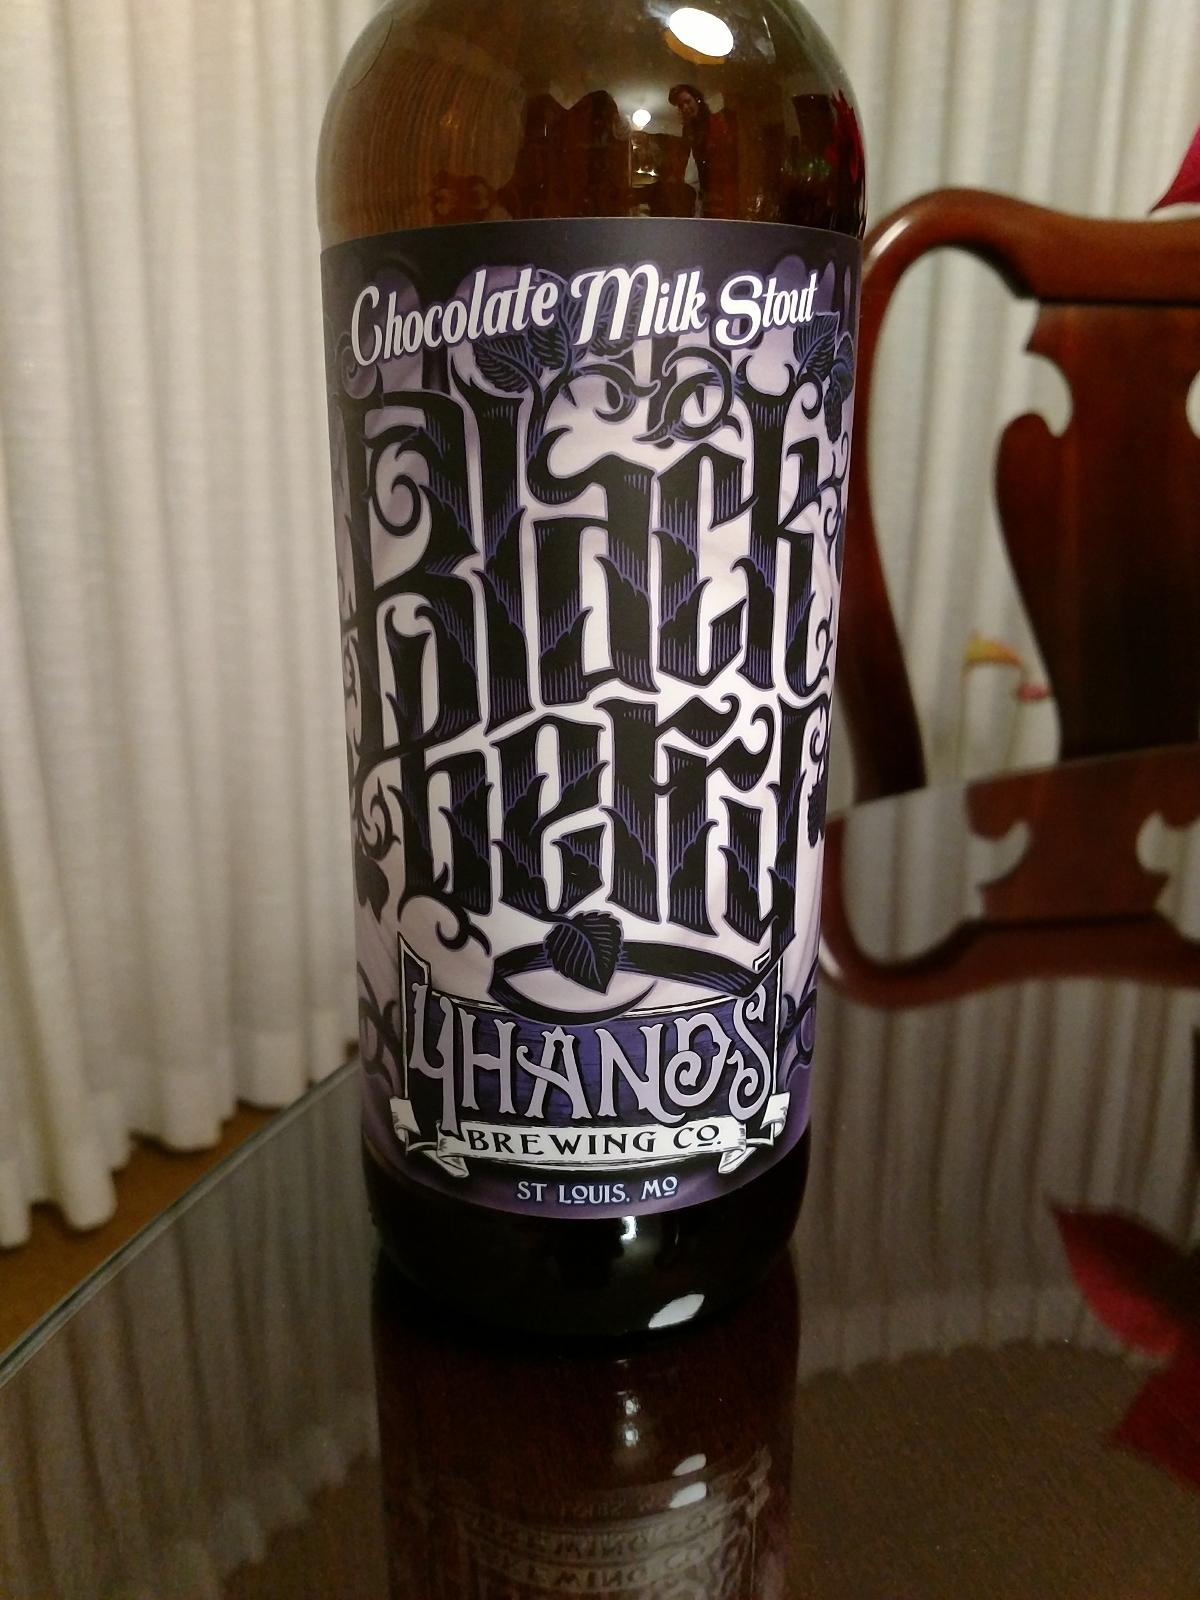 Chocolate Milk Stout
Black
berry
4HANDS
BREWING CO.
ST LOUIS, MO